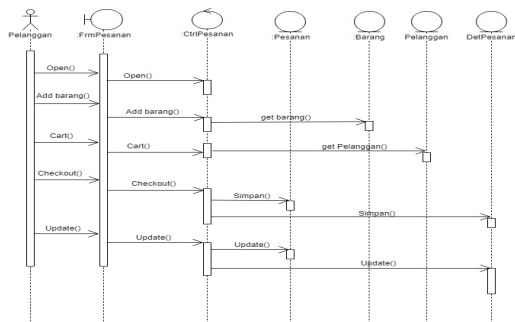 Pelanggan :FrmPesanan :CtrlPesanan :Pesanan :Barang Pelanggan DetPesanan
Open()
Open()
Add barang()
Add barang()
get barang()
Cart()
Cart()
get Pelanggan()
Checkout()
Checkout()
Simpan()
Simpan()
Update()
Update()
Update()
Update()